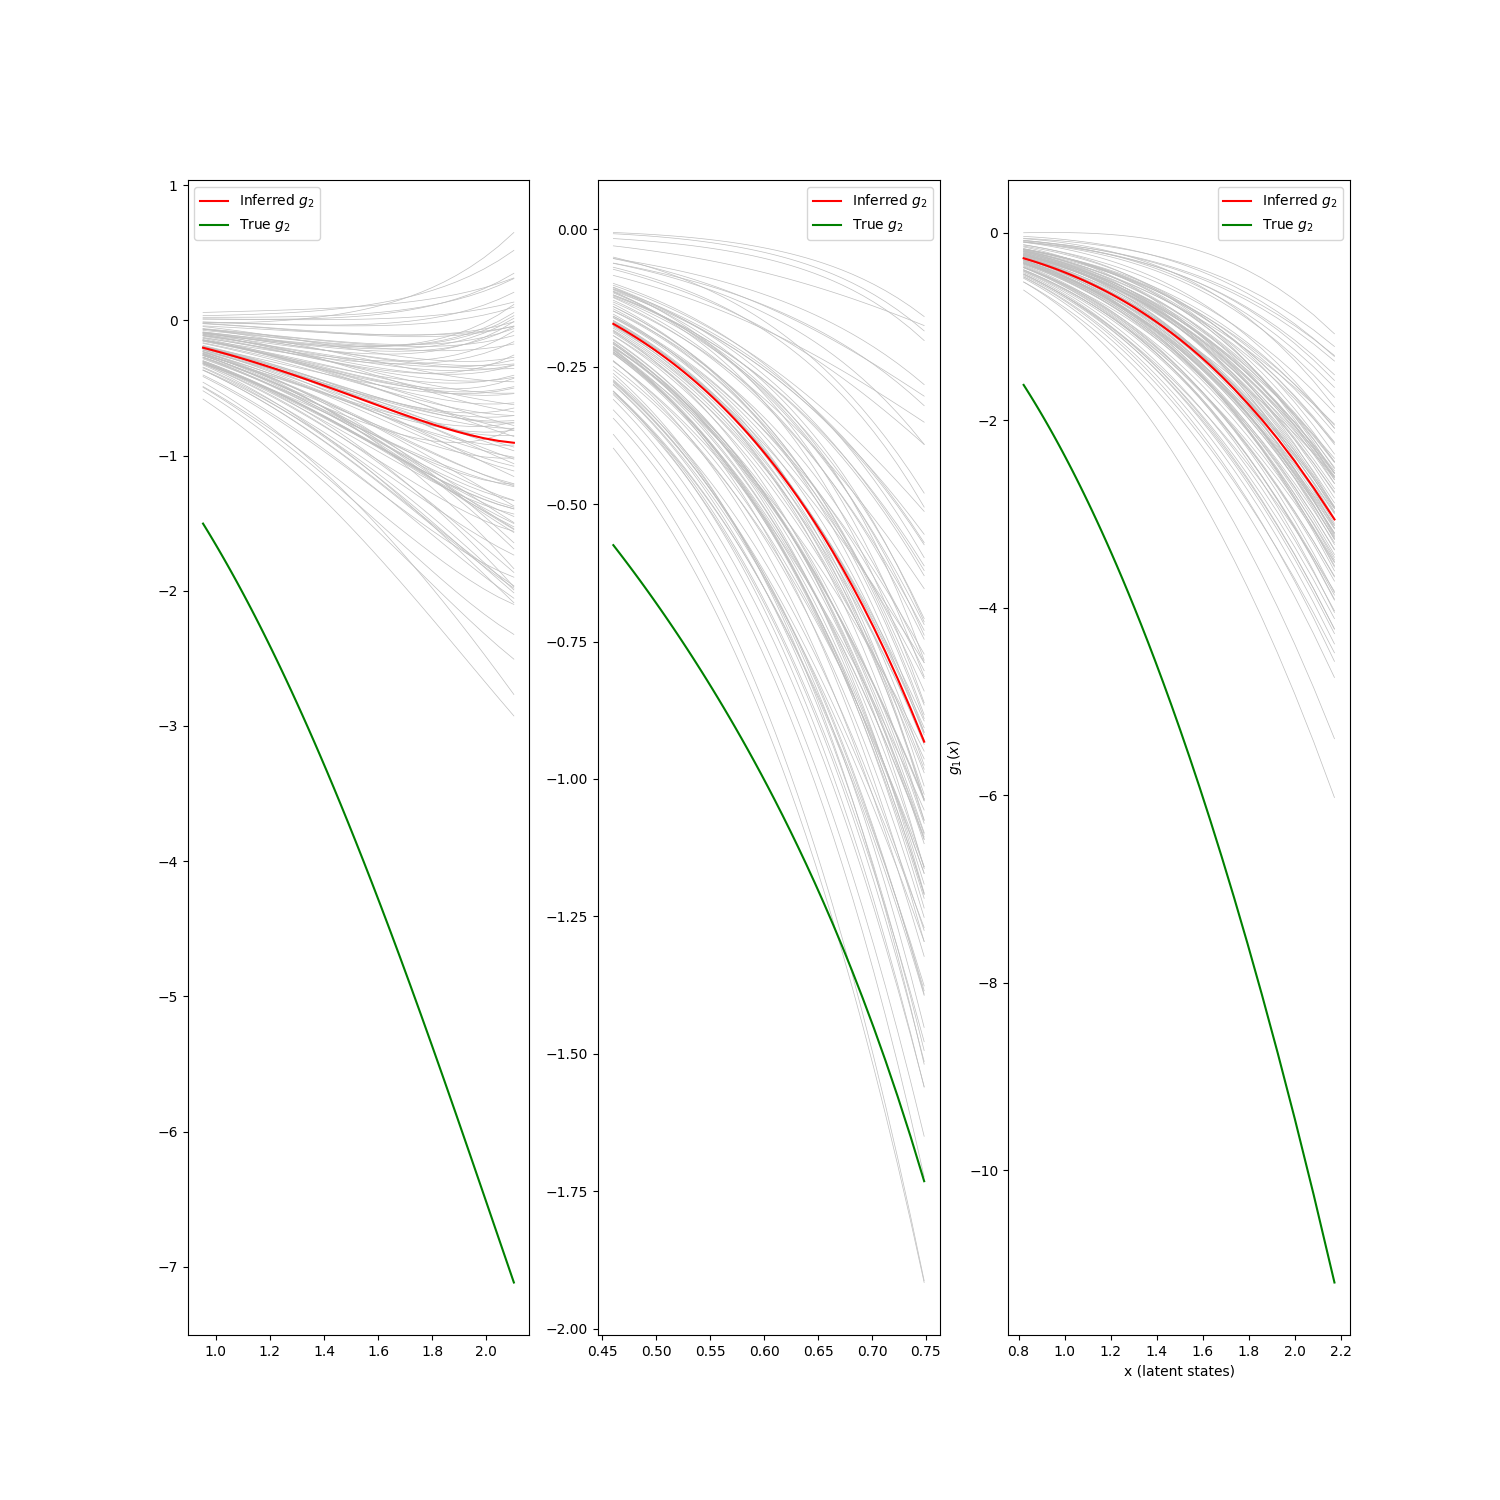 Inferred g₂
True g₂
1
0
−1
−2
−3
−4
−5
−6
−7
1.0 1.2 1.4 1.6 1.8 2.0
Inferred g₂
True g₂
0.00
−0.25
−0.50
−0.75
−1.00
−1.25
−1.50
−1.75
−2.00
0.45 0.50 0.55 0.60 0.65 0.70 0.75
Inferred g₂
True g₂
g₁(x)
0
−2
−4
−6
−8
−10
0.8 1.0 1.2 1.4 1.6 1.8 2.0 2.2
x (latent states)